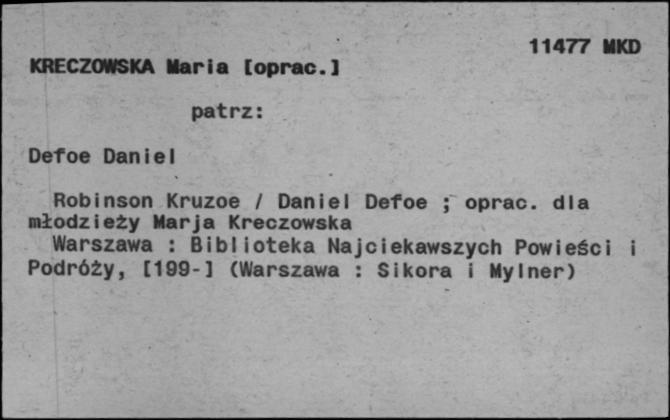 11477 MKD
KRECZOWSKA Maria [oprac.]
patrz:
Defoe Daniel
Robinson Kruzoe / Daniel Defoe ; oprac. dla
młodzieży Marja Kreczowska
Warszawa : Biblioteka Najciekawszych Powieści i
Podróży, [199-] (Warszawa : Sikora i Mylner)